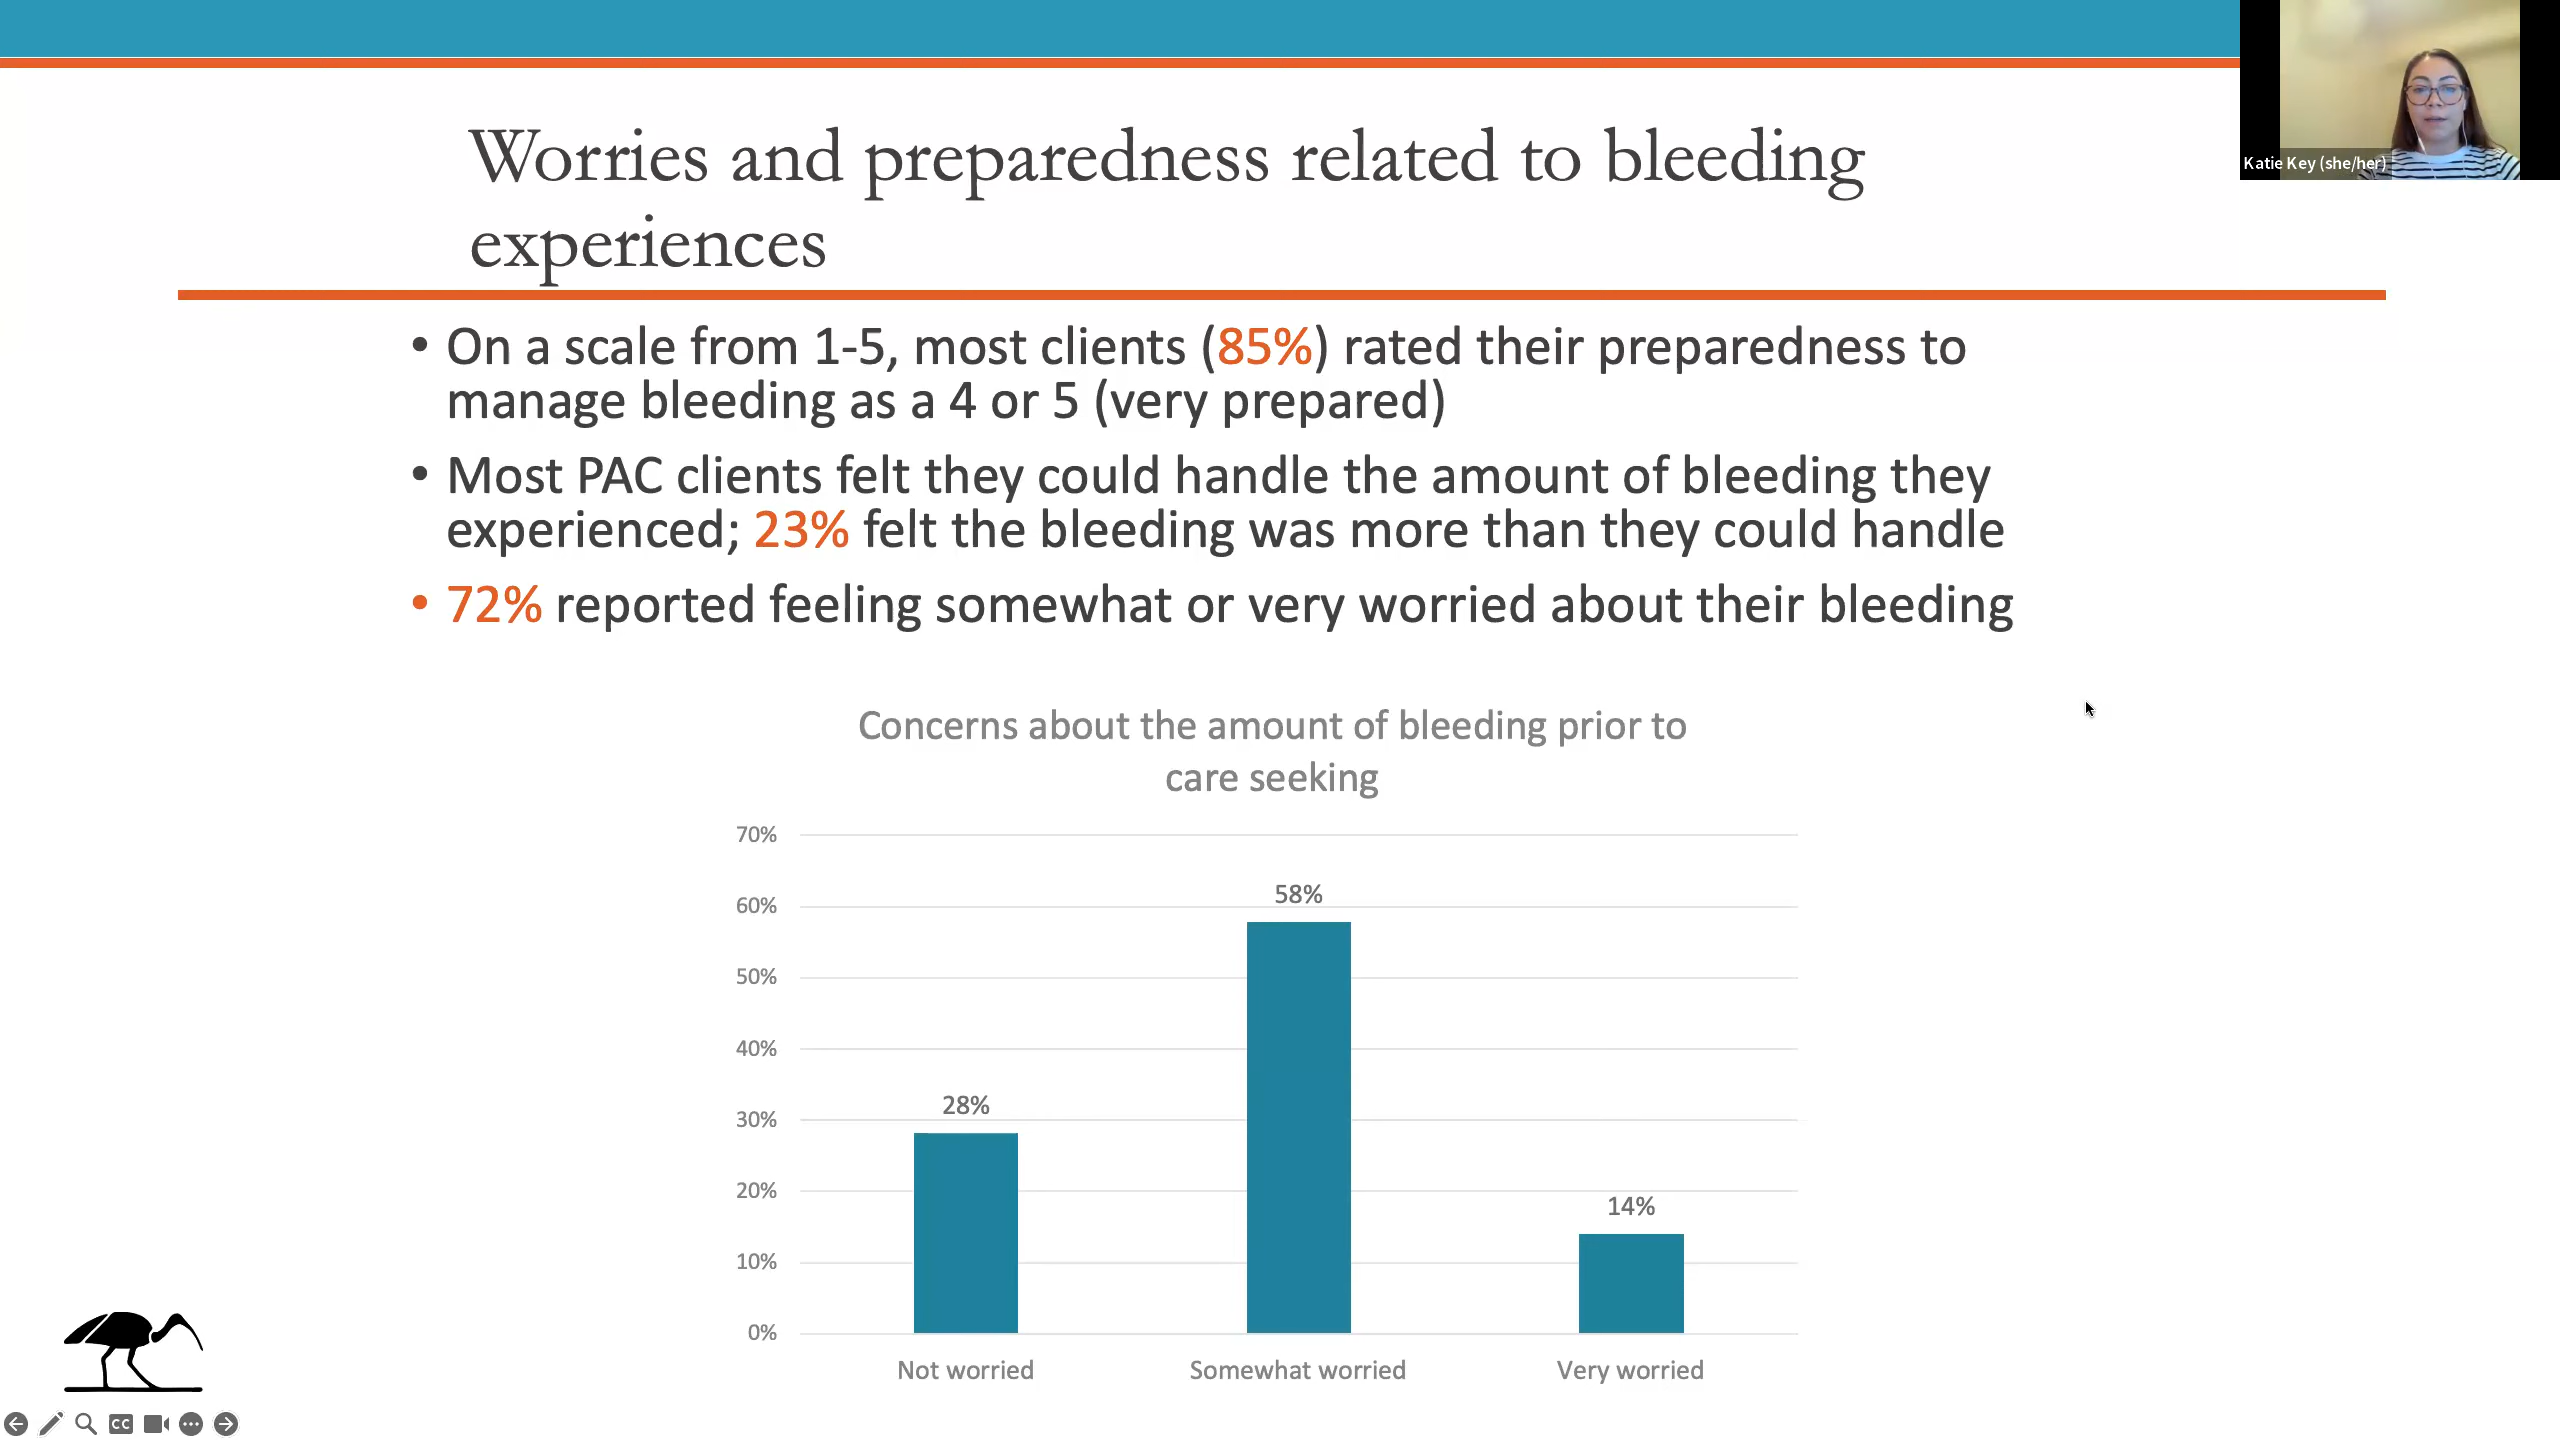 Katie Key (she/her)
Worries and preparedness related to bleeding
experiences
• On a scale from 1-5, most clients (85%) rated their preparedness to
manage bleeding as a 4 or 5 (very prepared)
• Most PAC clients felt they could handle the amount of bleeding they
experienced; 23% felt the bleeding was more than they could handle
• 72% reported feeling somewhat or very worried about their bleeding
Concerns about the amount of bleeding prior to
care seeking
70%
60%
50%
40%
30%
20%
10%
0%
28%
58%
14%
Not worried
Somewhat worried
Very worried
CC